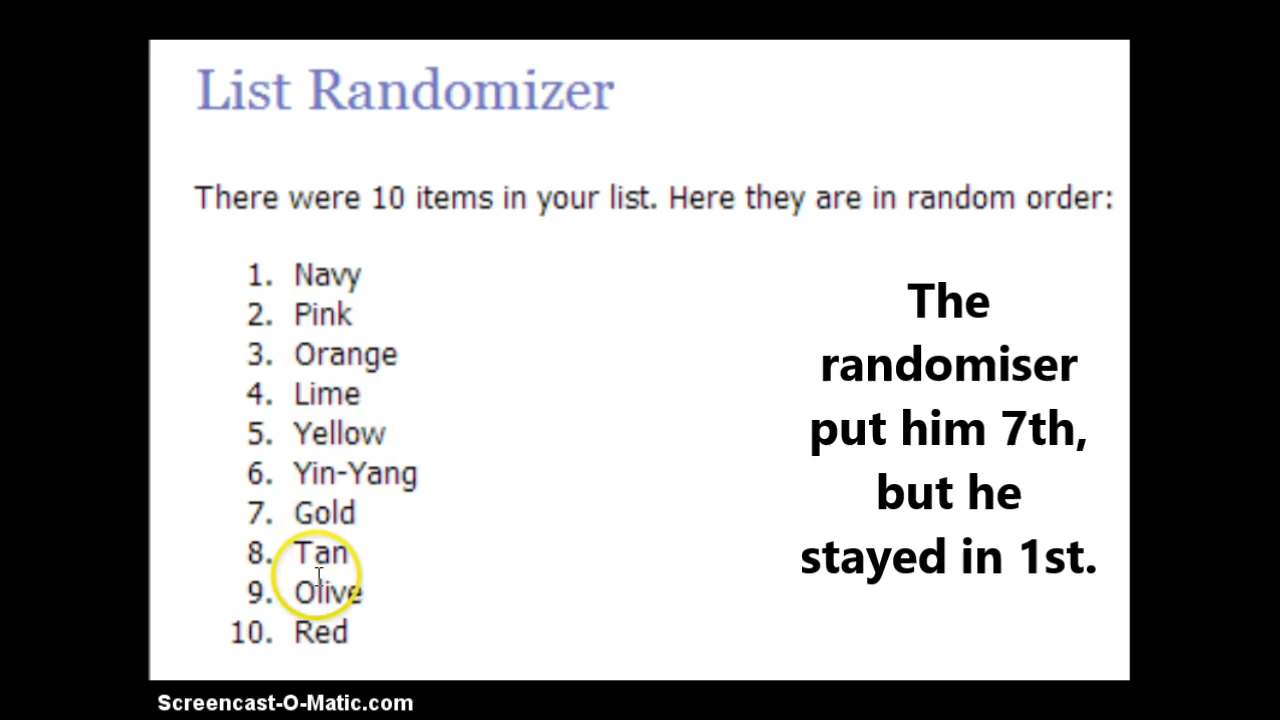 List Randomizer
There were 10 items in your list. Here they are in random order:
1. Navy
2. Pink
3. Orange
4. Lime
5. Yellow
6. Yin-Yang
7. Gold
8. Tan
9. Olive
10. Red
The
randomiser
put him 7th,
but he
stayed in 1st.
Screencast-O-Matic.com